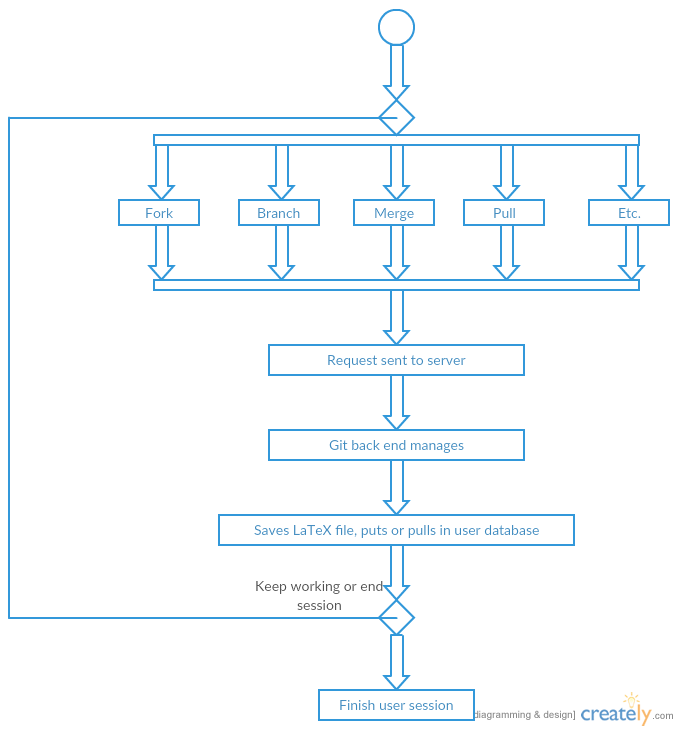 Fork
Branch
Merge
Pull
Etc.
Request sent to server
Git back end manages
Saves LaTeX file, puts or pulls in user database
Keep working or end
session
Finish user session
diagramming & design]
creately.com